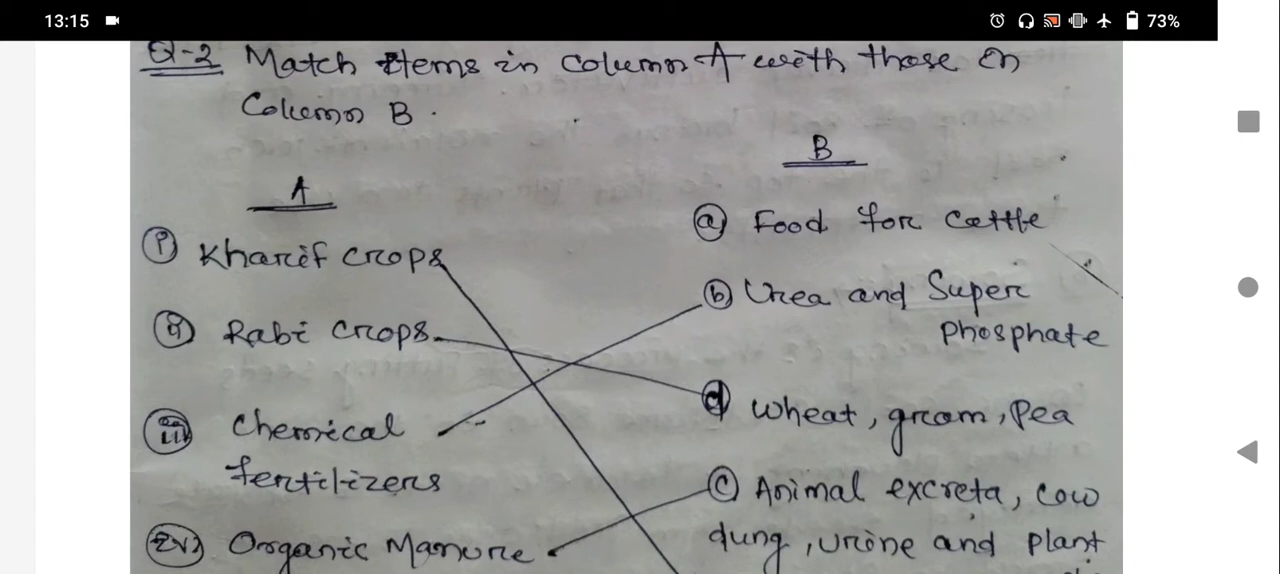 13:15
73%
Q-2 Match Items in Column A with those in
Column B.
A
B
(i) Kharif crops
(a) Food for cattle
(ii) Rabi crops
(b) Urea and Super
phosphate
(iii) Chemical
fertilizers
(d) Wheat, gram, Pea
(iv) Organic Manure
(c) Animal excreta, cow
dung, urine and plant